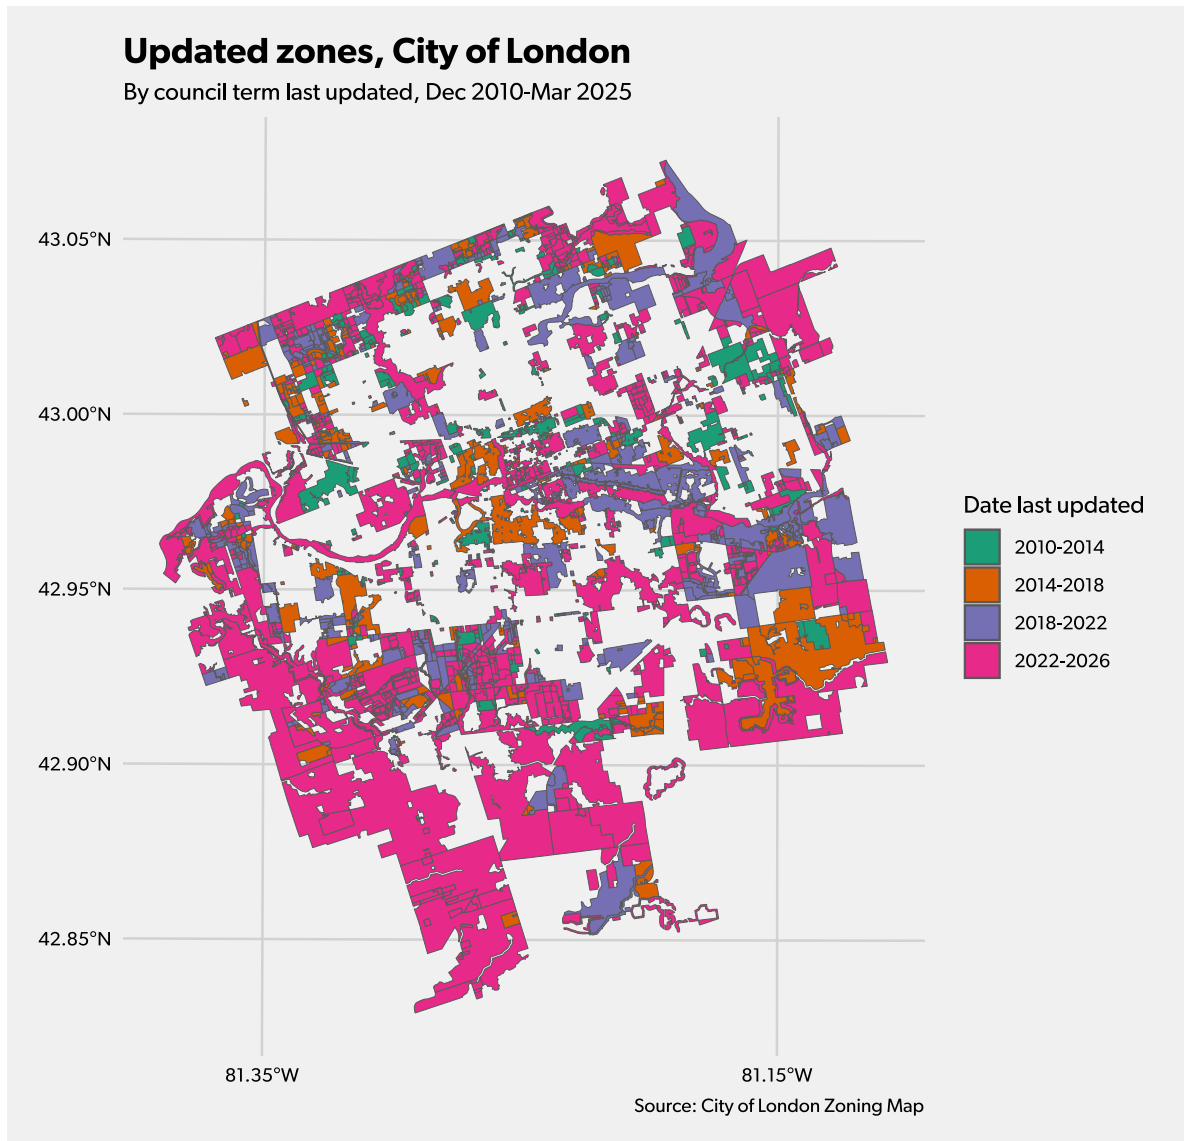 Updated zones, City of London
By council term last updated, Dec 2010-Mar 2025
43.05°N
43.00°N
42.95°N
42.90°N
42.85°N
81.35°W
81.15°W
Date last updated
2010-2014
2014-2018
2018-2022
2022-2026
Source: City of London Zoning Map